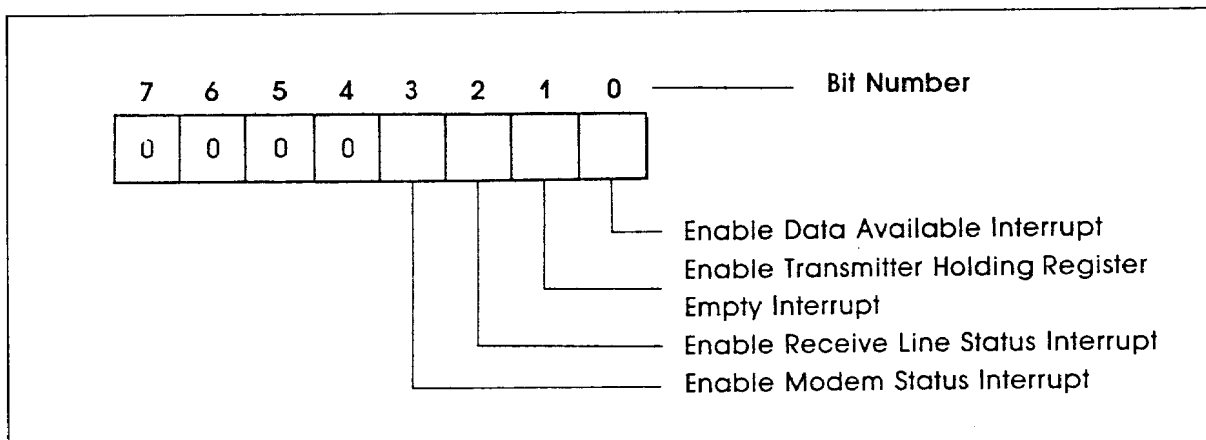 7 6 5 4 3 2 1 0 Bit Number
0 0 0 0
Enable Data Available Interrupt
Enable Transmitter Holding Register
Empty Interrupt
Enable Receive Line Status Interrupt
Enable Modem Status Interrupt